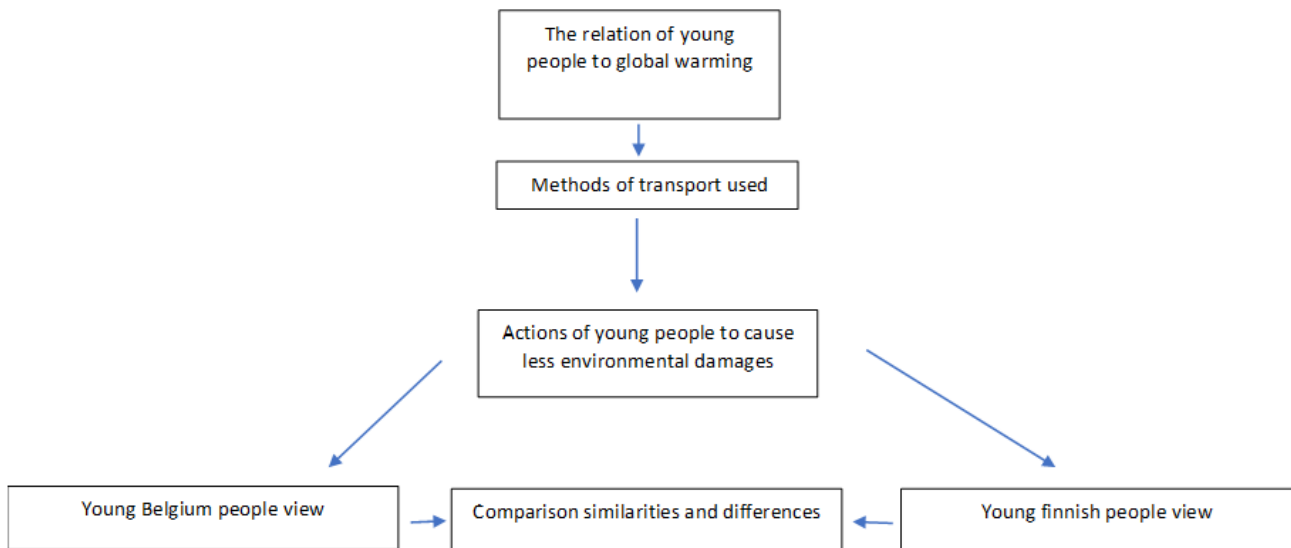 The relation of young
people to global warming
Methods of transport used
Actions of young people to cause
less environmental damages
Young Belgium people view
Comparison similarities and differences
Young finnish people view